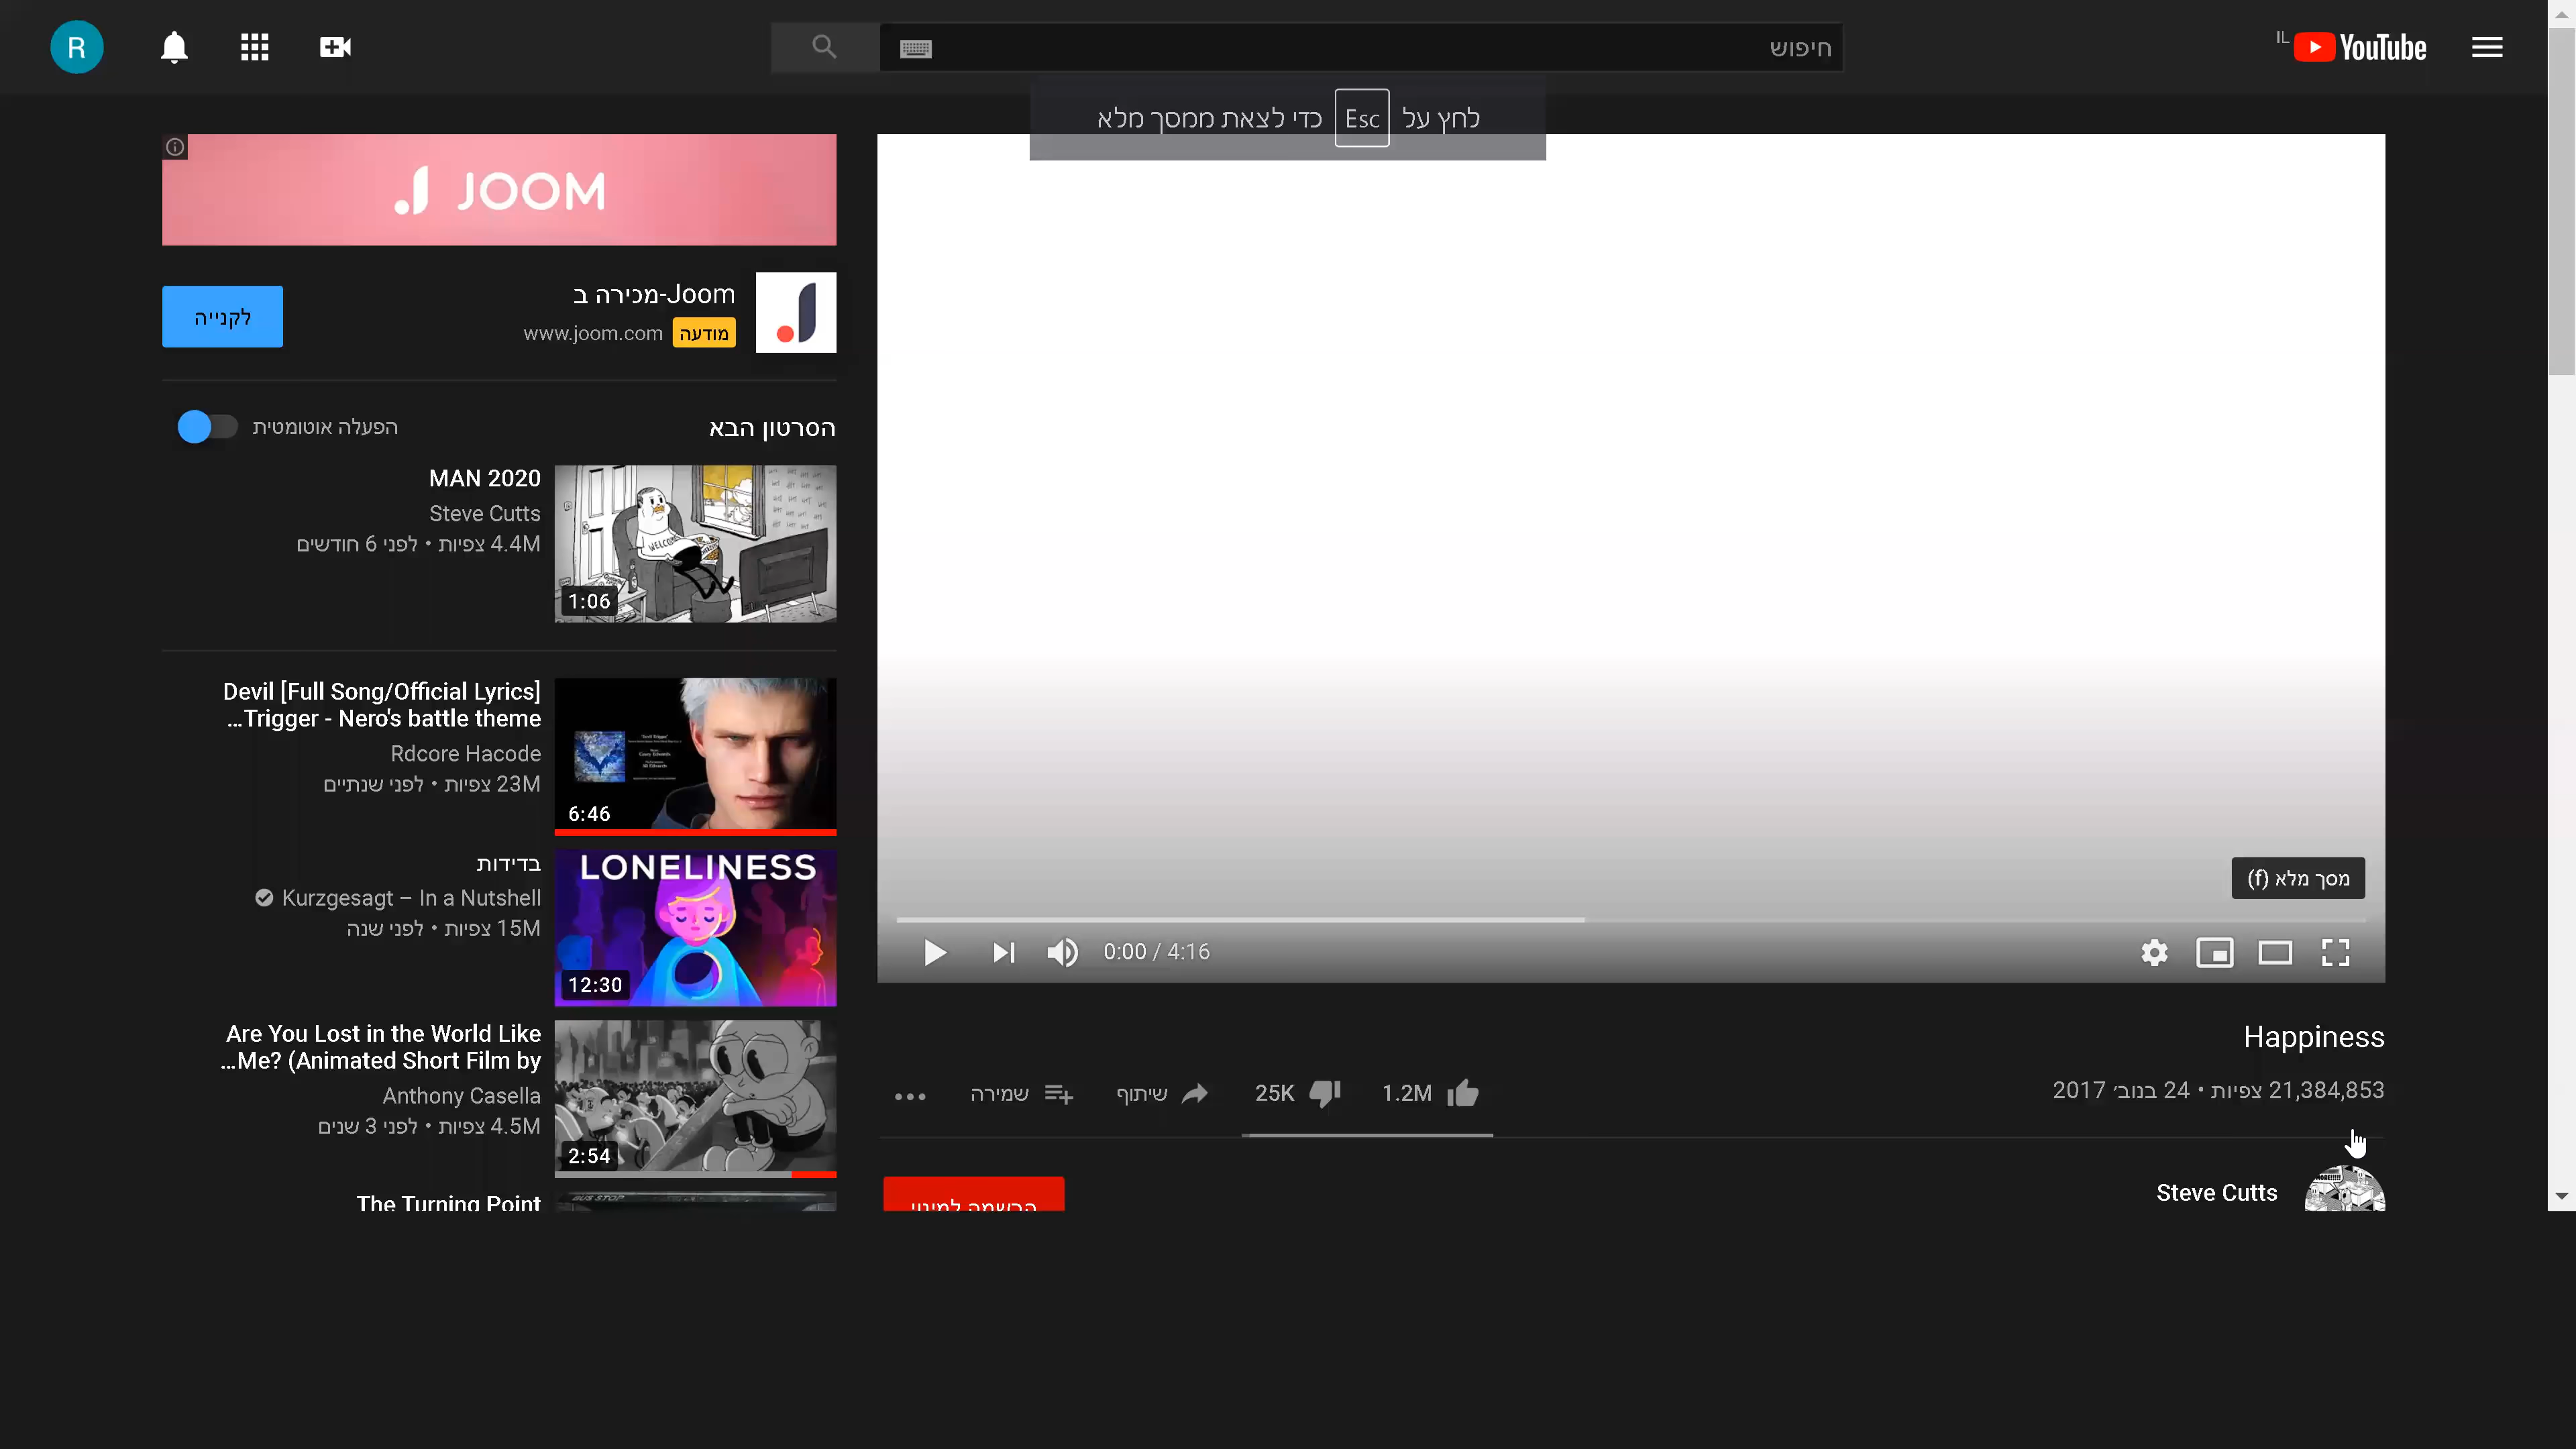 R
חיפוש
YouTube IL
לחץ על Esc כדי לצאת ממסך מלא
JOOM
מכירה ב-Joom
מודעה www.joom.com
לקנייה
הסרטון הבא
הפעלה אוטומטית
MAN 2020
Steve Cutts
4.4M צפיות • לפני 6 חודשים
WELCOME
1:06
Devil [Full Song/Official Lyrics]
...Trigger - Nero's battle theme
Rdcore Hacode
23M צפיות • לפני שנתיים
6:46
בדידות
Kurzgesagt – In a Nutshell
15M צפיות • לפני שנה
LONELINESS
12:30
Are You Lost in the World Like
...Me? (Animated Short Film by
Anthony Casella
4.5M צפיות • לפני 3 שנים
2:54
The Turning Point
BUS STOP
מסך מלא (f)
0:00 / 4:16
Happiness
21,384,853 צפיות • 24 בנוב׳ 2017
1.2M
25K
שיתוף
שמירה
Steve Cutts
הרשמה למינוי